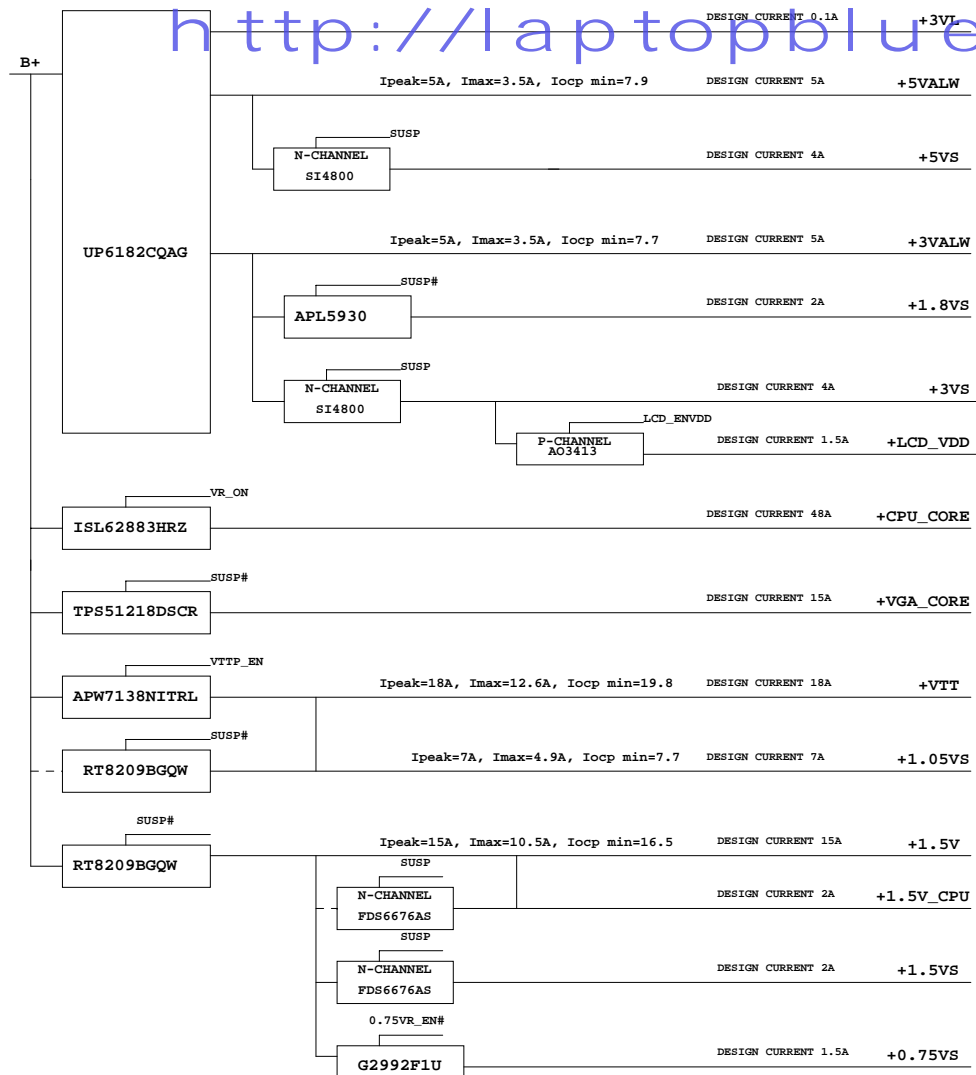 http://laptopblue
DESIGN CURRENT 0.1A +3VL
B+
Ipeak=5A, Imax=3.5A, Iocp min=7.9 DESIGN CURRENT 5A +5VALW
SUSP
N-CHANNEL
SI4800
DESIGN CURRENT 4A +5VS
UP6182CQAG
Ipeak=5A, Imax=3.5A, Iocp min=7.7 DESIGN CURRENT 5A +3VALW
SUSP#
APL5930
DESIGN CURRENT 2A +1.8VS
SUSP
N-CHANNEL
SI4800
DESIGN CURRENT 4A +3VS
LCD_ENVDD
P-CHANNEL
AO3413
DESIGN CURRENT 1.5A +LCD_VDD
VR_ON
ISL62883HRZ
DESIGN CURRENT 48A +CPU_CORE
SUSP#
TPS51218DSCR
DESIGN CURRENT 15A +VGA_CORE
VTTP_EN
APW7138NITRL
Ipeak=18A, Imax=12.6A, Iocp min=19.8 DESIGN CURRENT 18A +VTT
SUSP#
RT8209BGQW
Ipeak=7A, Imax=4.9A, Iocp min=7.7 DESIGN CURRENT 7A +1.05VS
SUSP#
RT8209BGQW
Ipeak=15A, Imax=10.5A, Iocp min=16.5 DESIGN CURRENT 15A +1.5V
SUSP
N-CHANNEL
FDS6676AS
DESIGN CURRENT 2A +1.5V_CPU
SUSP
N-CHANNEL
FDS6676AS
DESIGN CURRENT 2A +1.5VS
0.75VR_EN#
G2992F1U
DESIGN CURRENT 1.5A +0.75VS